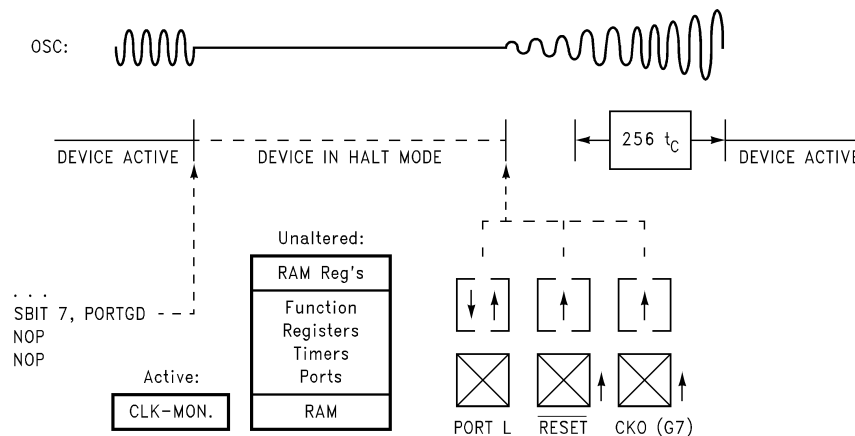 OSC:
256 tC
DEVICE ACTIVE
DEVICE IN HALT MODE
DEVICE ACTIVE
Unaltered:
RAM Reg's
Function
Registers
Timers
Ports
RAM
. . .
SBIT 7, PORTGD
NOP
NOP
Active:
CLK-MON.
PORT L
RESET
CKO (G7)